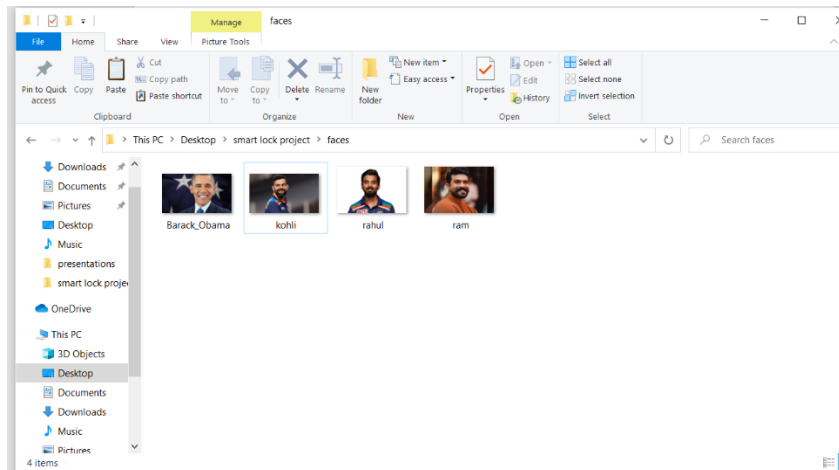 Manage faces
File Home Share View Picture Tools
Pin to Quick access
Copy
Paste
Cut
Copy path
Paste shortcut
Clipboard
Move to
Copy to
Delete
Rename
Organize
New folder
New item
Easy access
New
Properties
Open
Edit
History
Open
Select all
Select none
Invert selection
Select
This PC > Desktop > smart lock project > faces
Search faces
Downloads
Documents
Pictures
Desktop
Music
presentations
smart lock proje
OneDrive
This PC
3D Objects
Desktop
Documents
Downloads
Music
Pictures
Barack_Obama kohli rahul ram
4 items